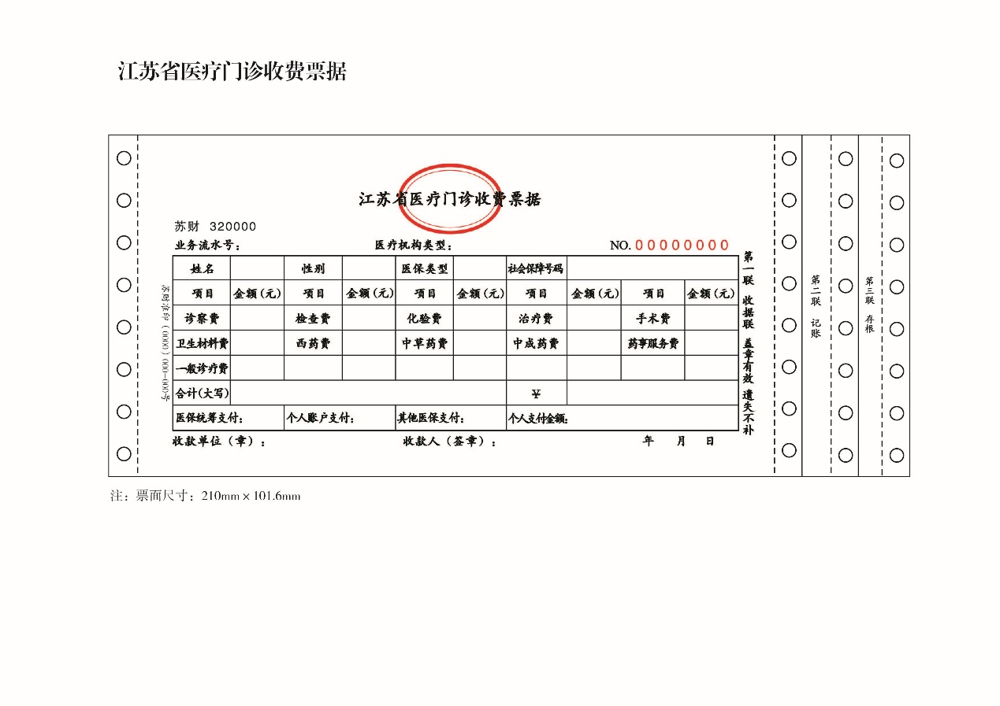 江苏省医疗门诊收费票据
江苏省医疗门诊收费票据
苏财 320000
业务流水号： 医疗机构类型： NO. 00000000
姓名 性别 医保类型 社会保障号码
项目 金额(元) 项目 金额(元) 项目 金额(元) 项目 金额(元) 项目 金额(元)
诊察费 检查费 化验费 治疗费 手术费
卫生材料费 西药费 中草药费 中成药费 药事服务费
一般诊疗费
合计(大写) ¥
医保统筹支付： 个人账户支付： 其他医保支付： 个人支付金额：
收款单位（章）： 收款人（签章）： 年 月 日
苏财准印（0000）000-000号
第一联 收据联 盖章有效 遗失不补
第二联 记账
第三联 存根
注：票面尺寸：210mm×101.6mm